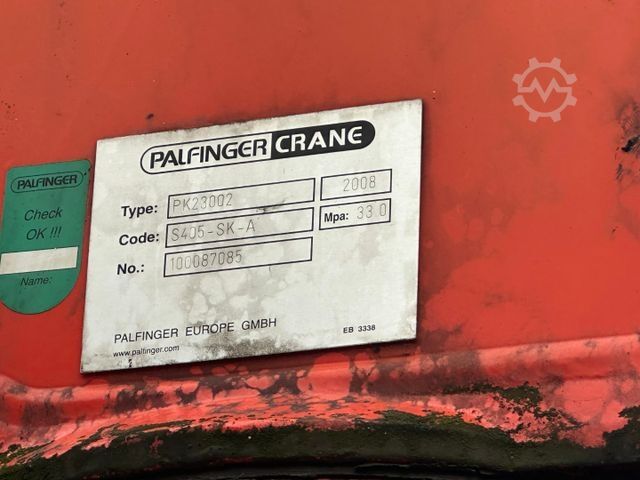 PALFINGER
Check
OK !!!
Name:
PALFINGER CRANE
Type: PK23002 2008
Code: S405-SK-A Mpa: 33.0
No.: 100087085
PALFINGER EUROPE GMBH EB 3338
www.palfinger.com